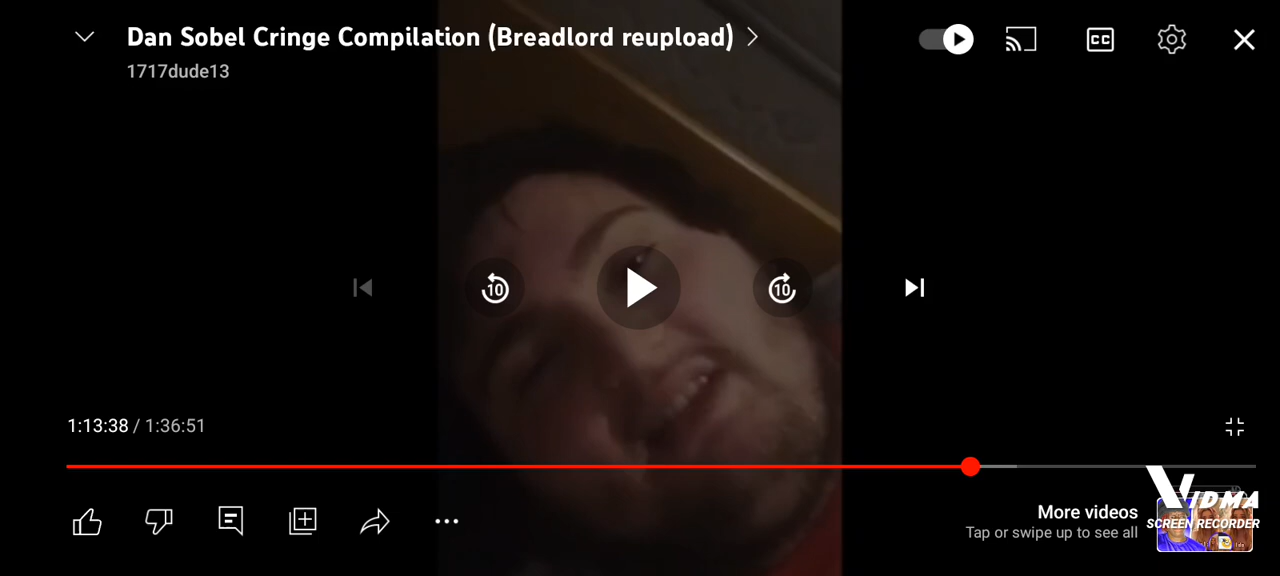 Dan Sobel Cringe Compilation (Breadlord reupload)
1717dude13
CC
10
10
1:13:38 / 1:36:51
More videos
Tap or swipe up to see all
VIDMA
SCREEN RECORDER